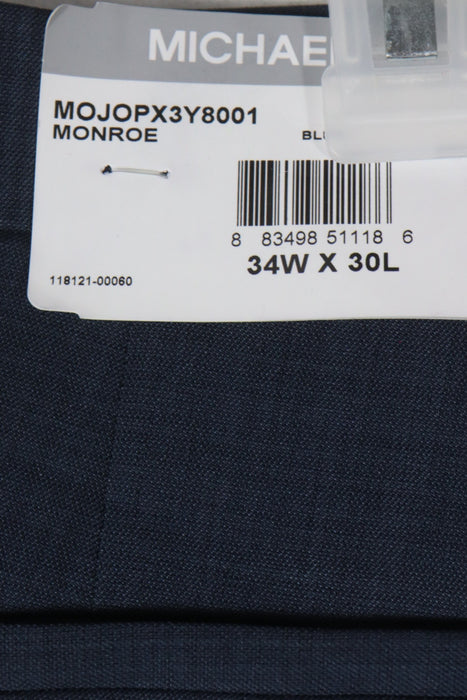 MICHAE
MOJOPX3Y8001
MONROE BLU
8 83498 51118 6
34W X 30L
118121-00060